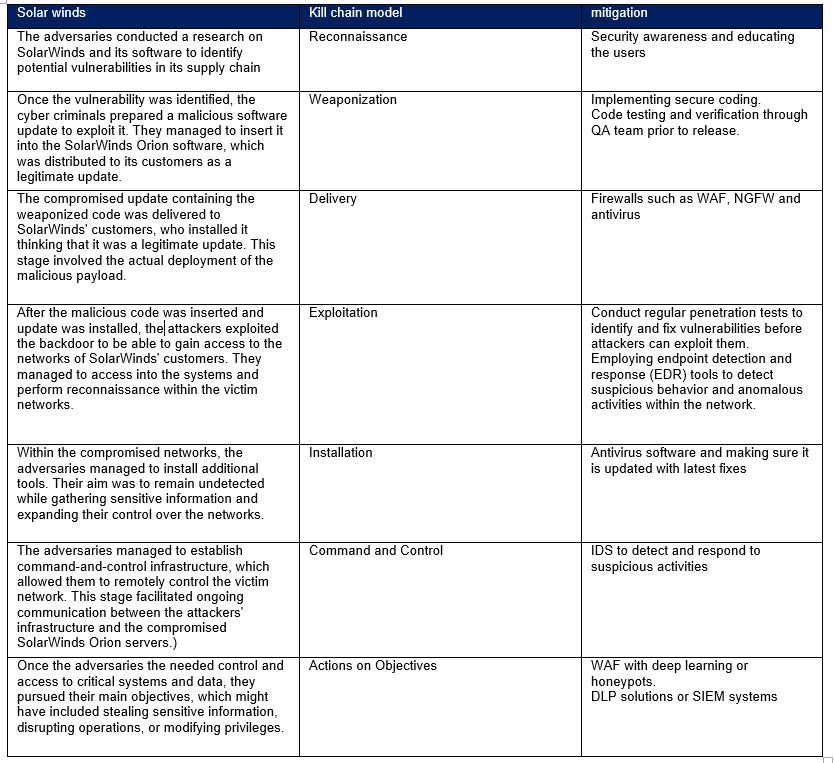 Solar winds
Kill chain model
mitigation
The adversaries conducted a research on
SolarWinds and its software to identify
potential vulnerabilities in its supply chain
Reconnaissance
Security awareness and educating
the users
Once the vulnerability was identified, the
cyber criminals prepared a malicious software
update to exploit it. They managed to insert it
into the SolarWinds Orion software, which
was distributed to its customers as a
legitimate update.
Weaponization
Implementing secure coding.
Code testing and verification through
QA team prior to release.
The compromised update containing the
weaponized code was delivered to
SolarWinds' customers, who installed it
thinking that it was a legitimate update. This
stage involved the actual deployment of the
malicious payload.
Delivery
Firewalls such as WAF, NGFW and
antivirus
After the malicious code was inserted and
update was installed, the attackers exploited
the backdoor to be able to gain access to the
networks of SolarWinds' customers. They
managed to access into the systems and
perform reconnaissance within the victim
networks.
Exploitation
Conduct regular penetration tests to
identify and fix vulnerabilities before
attackers can exploit them.
Employing endpoint detection and
response (EDR) tools to detect
suspicious behavior and anomalous
activities within the network.
Within the compromised networks, the
adversaries managed to install additional
tools. Their aim was to remain undetected
while gathering sensitive information and
expanding their control over the networks.
Installation
Antivirus software and making sure it
is updated with latest fixes
The adversaries managed to establish
command-and-control infrastructure, which
allowed them to remotely control the victim
network. This stage facilitated ongoing
communication between the attackers'
infrastructure and the compromised
SolarWinds Orion servers.)
Command and Control
IDS to detect and respond to
suspicious activities
Once the adversaries the needed control and
access to critical systems and data, they
pursued their main objectives, which might
have included stealing sensitive information,
disrupting operations, or modifying privileges.
Actions on Objectives
WAF with deep learning or
honeypots.
DLP solutions or SIEM systems